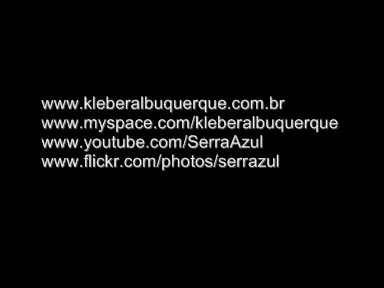 www.kleberalbuquerque.com.br
www.myspace.com/kleberalbuquerque
www.youtube.com/SerraAzul
www.flickr.com/photos/serrazul